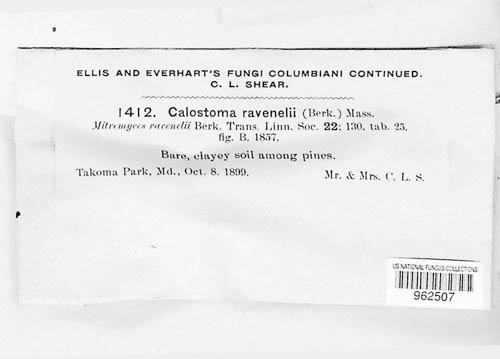 ELLIS AND EVERHART'S FUNGI COLUMBIANI CONTINUED.
C. L. SHEAR.
1412. Calostoma ravenelii (Berk.) Mass.
Mitremyces ravenelii Berk. Trans. Linn. Soc. 22: 130. tab. 25.
fig. B. 1857.
Bare, clayey soil among pines.
Takoma Park, Md., Oct. 8. 1899. Mr. & Mrs. C. L. S.
US NATIONAL FUNGUS COLLECTIONS
962507